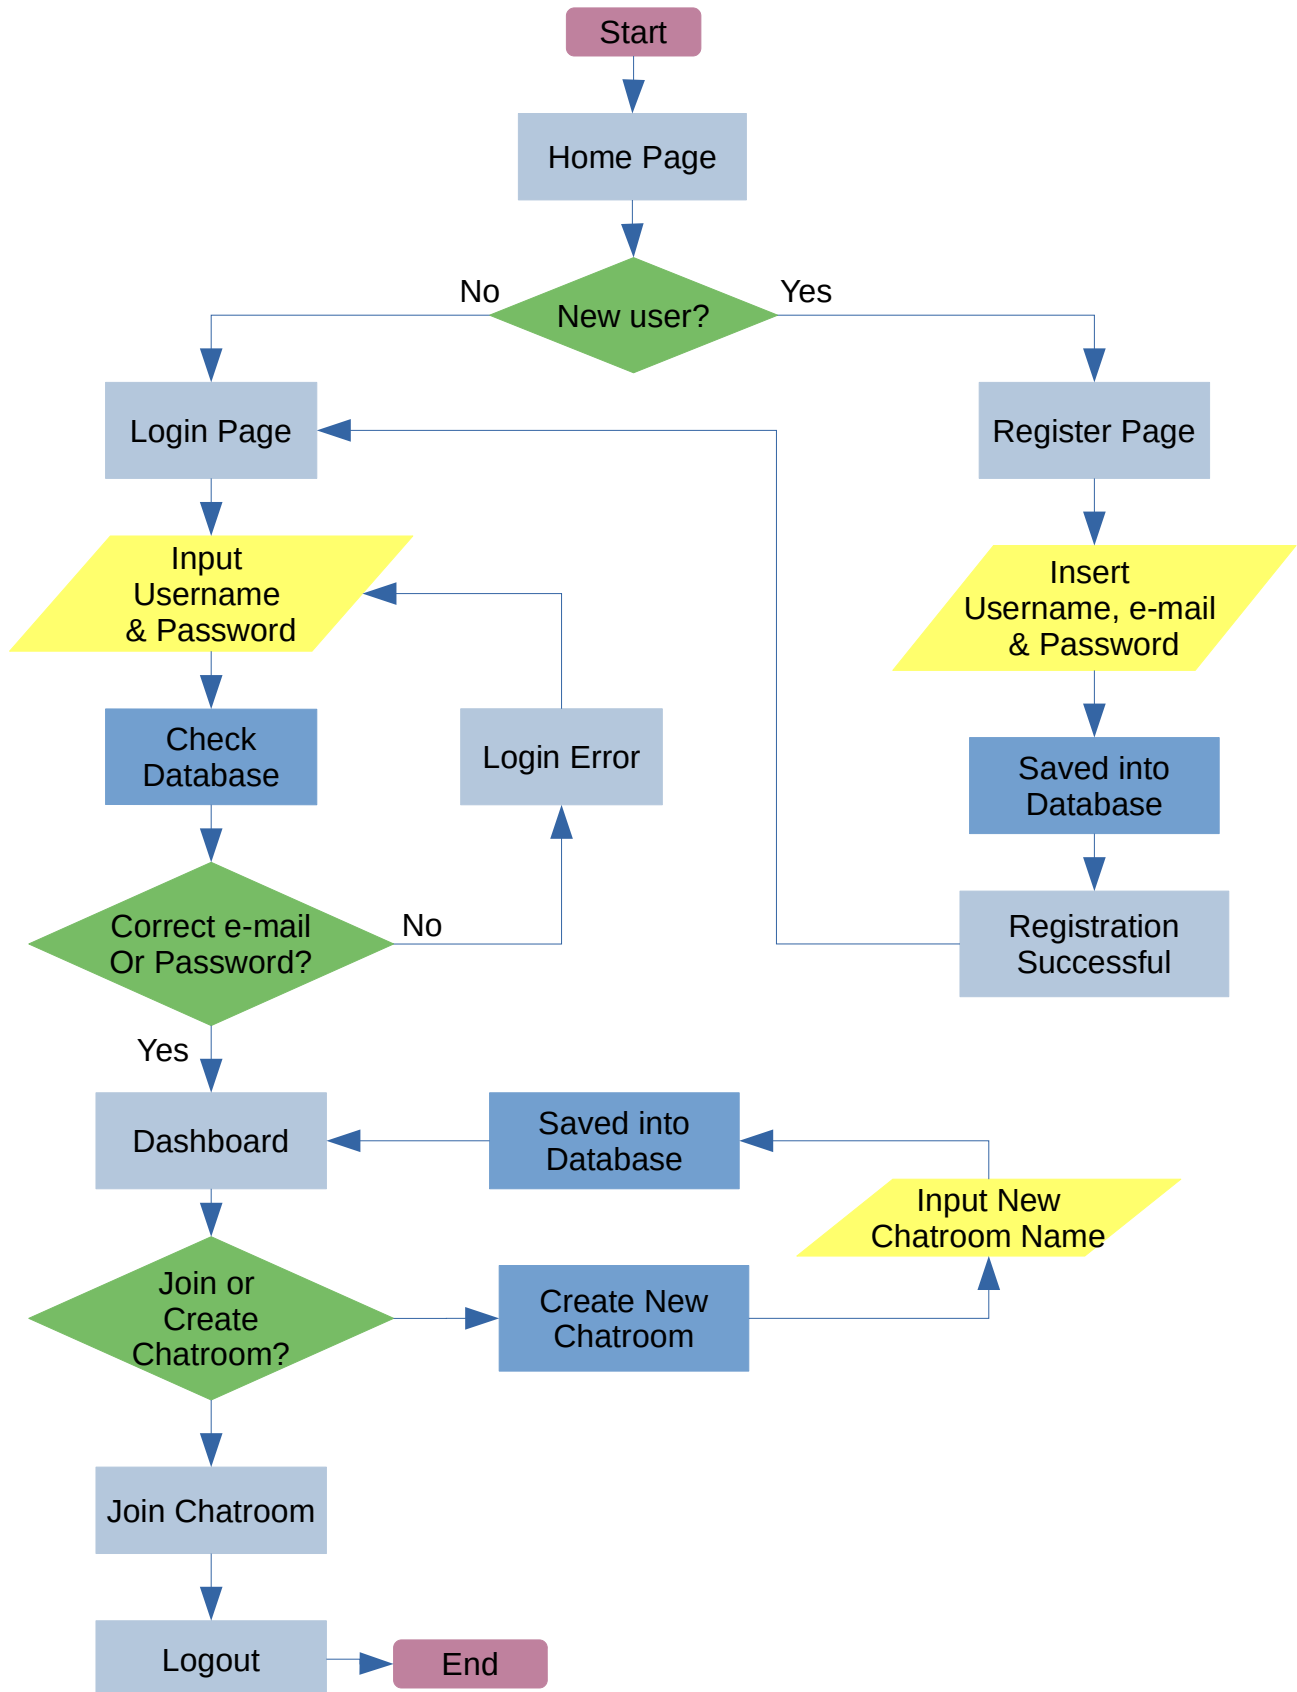 Start
Home Page
No
Yes
New user?
Login Page
Register Page
Input
Username
& Password
Insert
Username, e-mail
& Password
Check
Database
Login Error
Saved into
Database
Correct e-mail
Or Password?
No
Registration
Successful
Yes
Dashboard
Saved into
Database
Input New
Chatroom Name
Join or
Create
Chatroom?
Create New
Chatroom
Join Chatroom
Logout
End